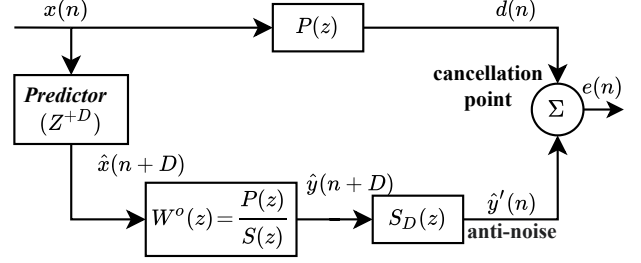 x(n)
P(z)
d(n)
Predictor
(Z^{+D})
cancellation
point
Σ
e(n)
x̂(n + D)
W^o(z) = P(z)/S(z)
ŷ(n + D)
S_D(z)
ŷ′(n)
anti-noise